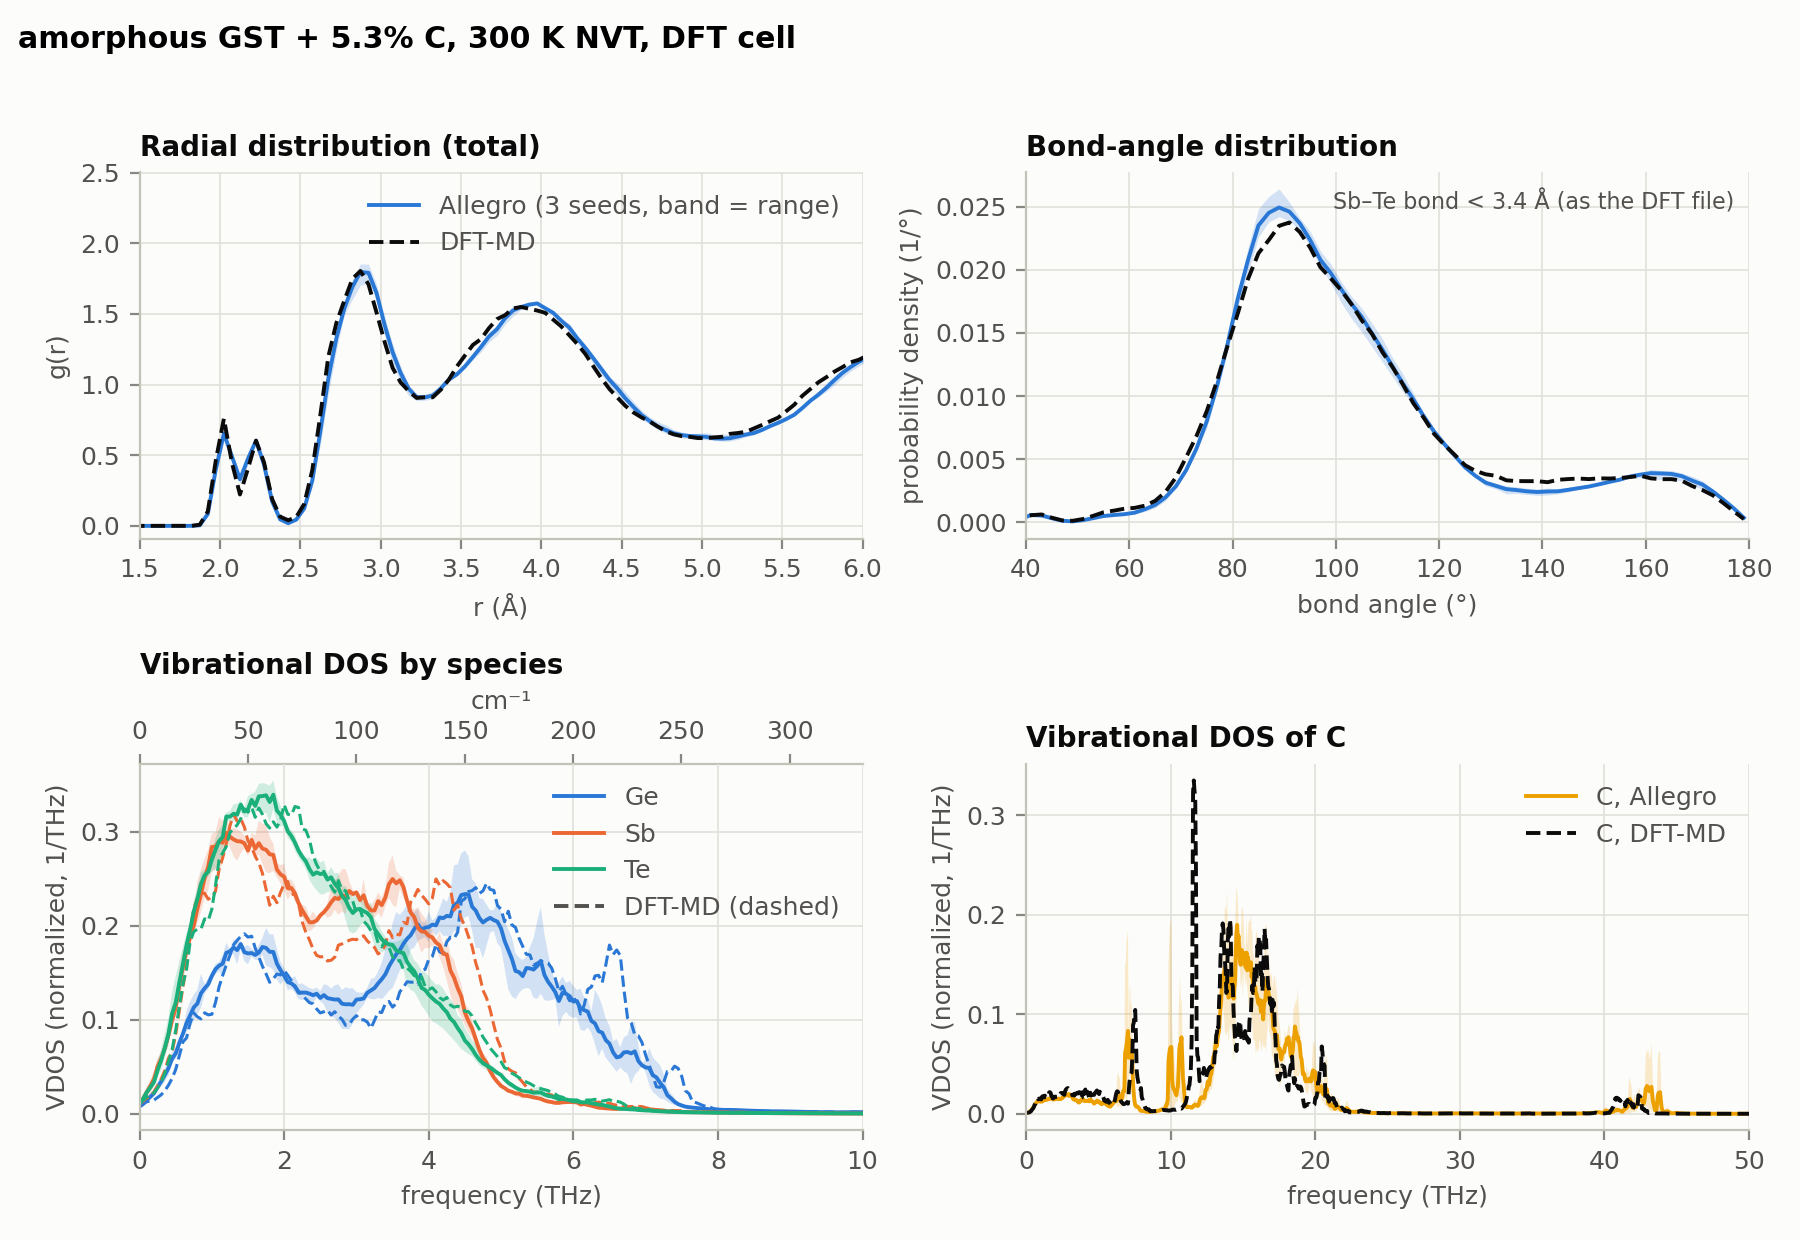 amorphous GST + 5.3% C, 300 K NVT, DFT cell
Radial distribution (total)
g(r)
2.5
2.0
1.5
1.0
0.5
0.0
Allegro (3 seeds, band = range)
DFT-MD
1.5 2.0 2.5 3.0 3.5 4.0 4.5 5.0 5.5 6.0
r (Å)
Bond-angle distribution
probability density (1/°)
0.025
0.020
0.015
0.010
0.005
0.000
Sb–Te bond < 3.4 Å (as the DFT file)
40 60 80 100 120 140 160 180
bond angle (°)
Vibrational DOS by species
cm⁻¹
0 50 100 150 200 250 300
VDOS (normalized, 1/THz)
0.3
0.2
0.1
0.0
Ge
Sb
Te
DFT-MD (dashed)
0 2 4 6 8 10
frequency (THz)
Vibrational DOS of C
VDOS (normalized, 1/THz)
0.3
0.2
0.1
0.0
C, Allegro
C, DFT-MD
0 10 20 30 40 50
frequency (THz)